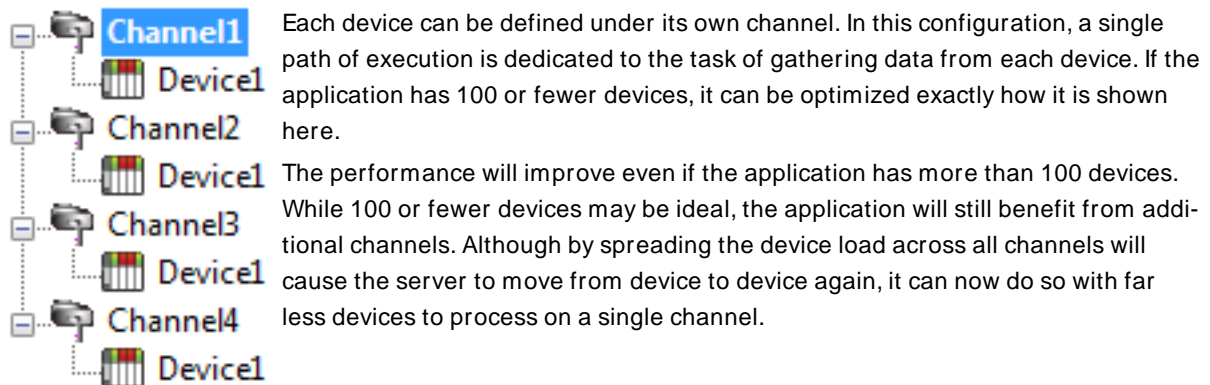 Channel1
Device1
Channel2
Device1
Channel3
Device1
Channel4
Device1
Each device can be defined under its own channel. In this configuration, a single
path of execution is dedicated to the task of gathering data from each device. If the
application has 100 or fewer devices, it can be optimized exactly how it is shown
here.
The performance will improve even if the application has more than 100 devices.
While 100 or fewer devices may be ideal, the application will still benefit from addi-
tional channels. Although by spreading the device load across all channels will
cause the server to move from device to device again, it can now do so with far
less devices to process on a single channel.